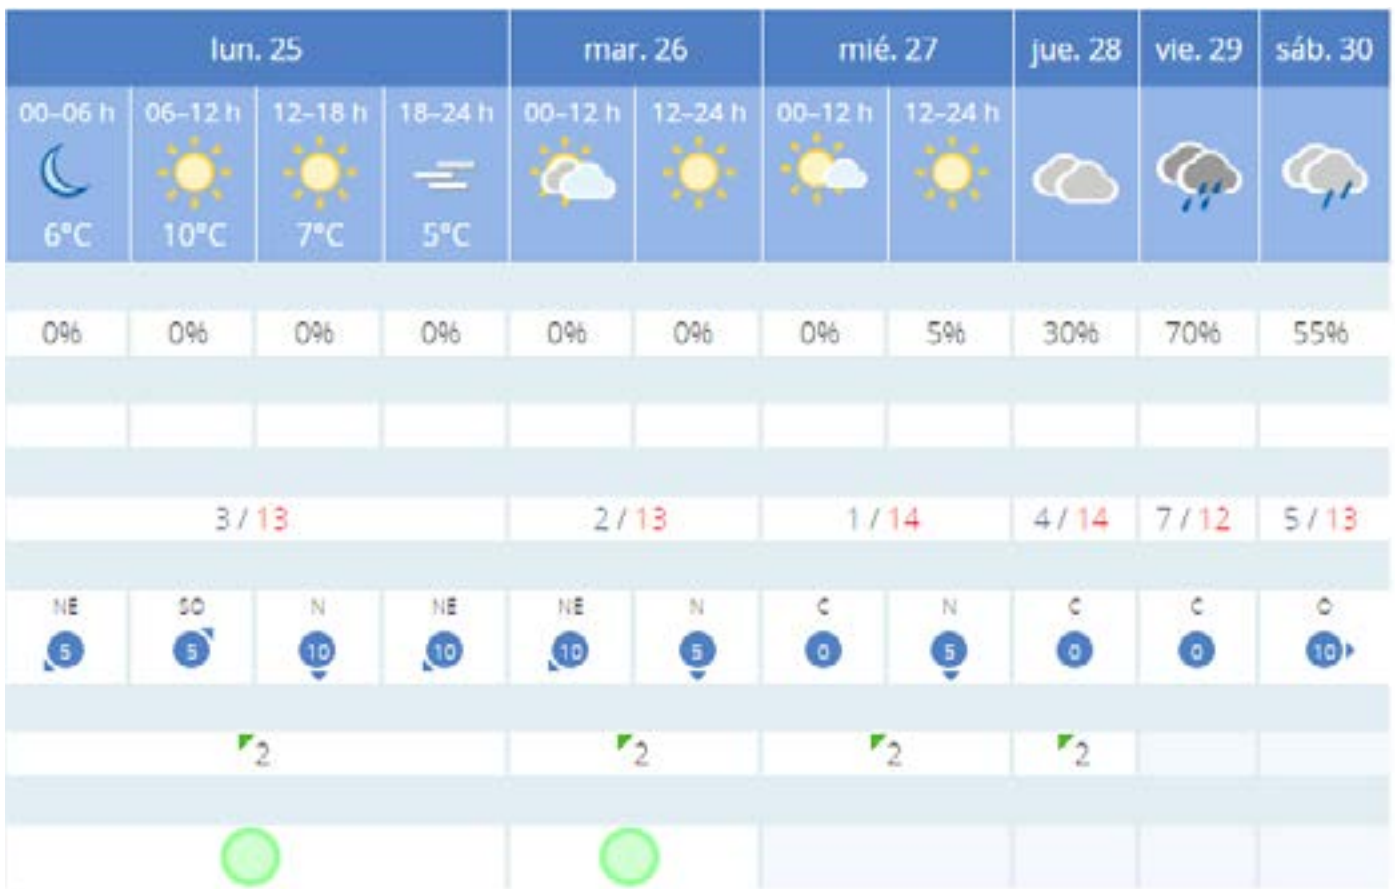 lun. 25 mar. 26 mié. 27 jue. 28 vie. 29 sáb. 30
00–06 h 06–12 h 12–18 h 18–24 h 00–12 h 12–24 h 00–12 h 12–24 h
6°C 10°C 7°C 5°C
0% 0% 0% 0% 0% 0% 0% 5% 30% 70% 55%
3 / 13 2 / 13 1 / 14 4 / 14 7 / 12 5 / 13
NE SO N NE NE N C N C C O
5 5 10 10 10 5 0 5 0 0 10
2 2 2 2